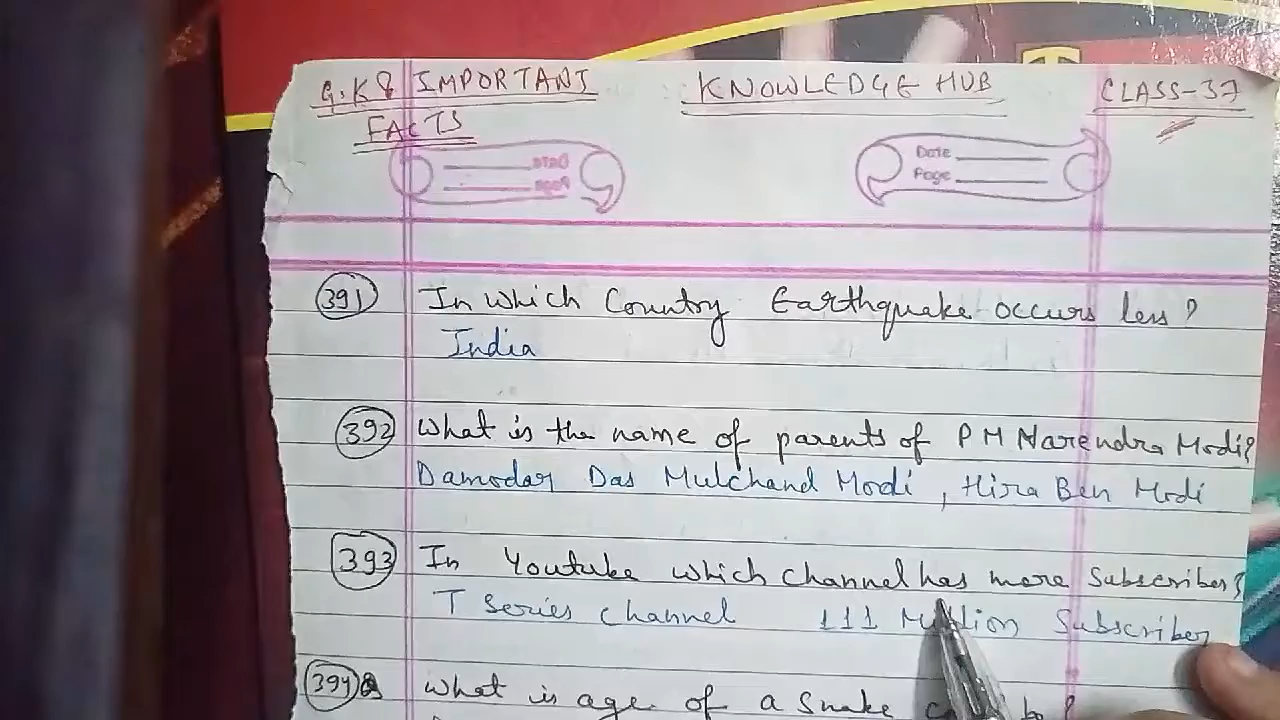 G.K & IMPORTANT KNOWLEDGE HUB CLASS-37
FACTS
Date
Page
391 In which Country Earthquake occurs less?
India
392 What is the name of parents of PM Narendra Modi?
Damodar Das Mulchand Modi, Hira Ben Modi
393 In Youtube which channel has more Subscriber?
T Series Channel 111 Million Subscriber
394 What is age of a Snake